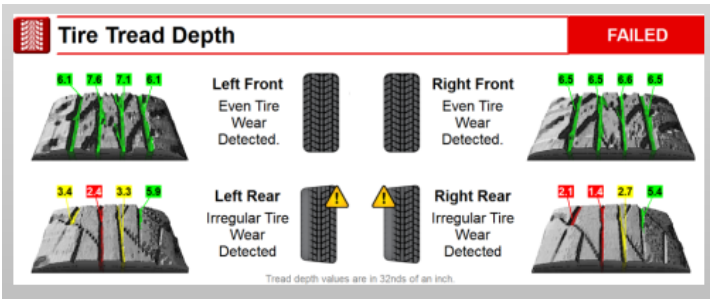 Tire Tread Depth
FAILED
6.1 7.6 7.1 6.1
Left Front
Even Tire
Wear
Detected.
Right Front
Even Tire
Wear
Detected.
6.5 6.5 6.6 6.5
3.4 2.4 3.3 5.9
Left Rear
Irregular Tire
Wear
Detected
!
!
Right Rear
Irregular Tire
Wear
Detected
2.1 1.4 2.7 5.4
Tread depth values are in 32nds of an inch.